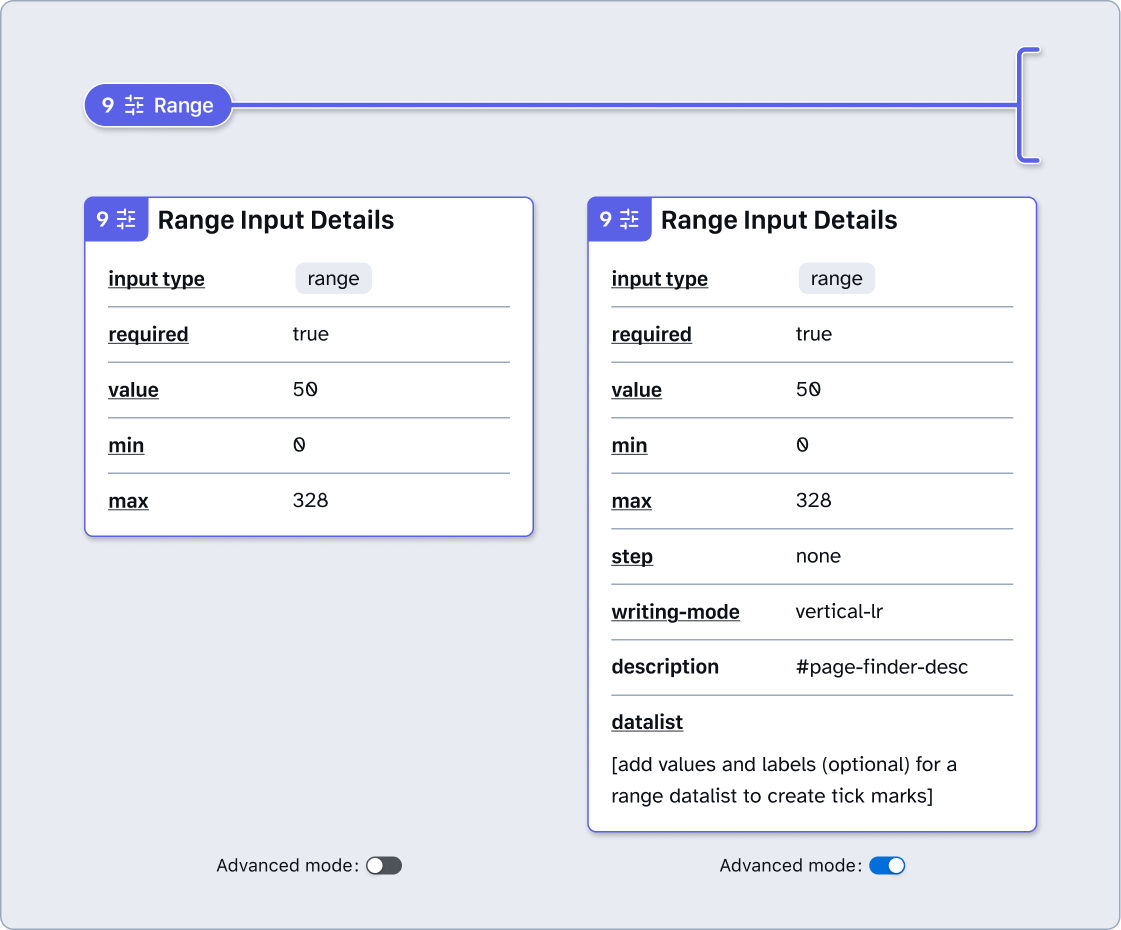 9 Range
9 Range Input Details
input type range
required true
value 50
min 0
max 328
Advanced mode:
9 Range Input Details
input type range
required true
value 50
min 0
max 328
step none
writing-mode vertical-lr
description #page-finder-desc
datalist
[add values and labels (optional) for a
range datalist to create tick marks]
Advanced mode: